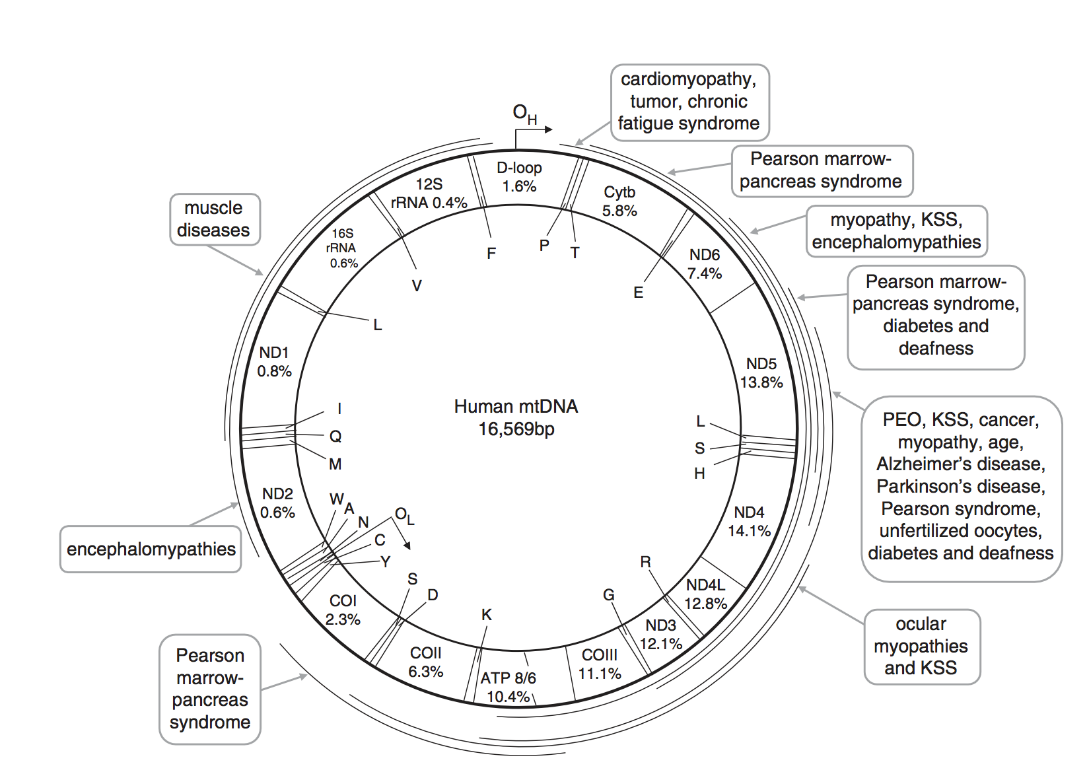 cardiomyopathy,
tumor, chronic
fatigue syndrome
OH
Pearson marrow-
pancreas syndrome
D-loop
1.6%
12S
rRNA 0.4%
Cytb
5.8%
muscle
diseases
myopathy, KSS,
encephalomypathies
16S
rRNA
0.6%
F
P
T
ND6
7.4%
V
E
Pearson marrow-
pancreas syndrome,
diabetes and
deafness
L
ND1
0.8%
ND5
13.8%
Human mtDNA
16,569bp
I
Q
M
L
S
H
PEO, KSS, cancer,
myopathy, age,
Alzheimer's disease,
Parkinson's disease,
Pearson syndrome,
unfertilized oocytes,
diabetes and deafness
ND2
0.6%
W
A
N
OL
C
Y
ND4
14.1%
encephalomypathies
R
ND4L
12.8%
S
D
G
K
COI
2.3%
ND3
12.1%
ocular
myopathies
and KSS
COII
6.3%
ATP 8/6
10.4%
COIII
11.1%
Pearson
marrow-
pancreas
syndrome